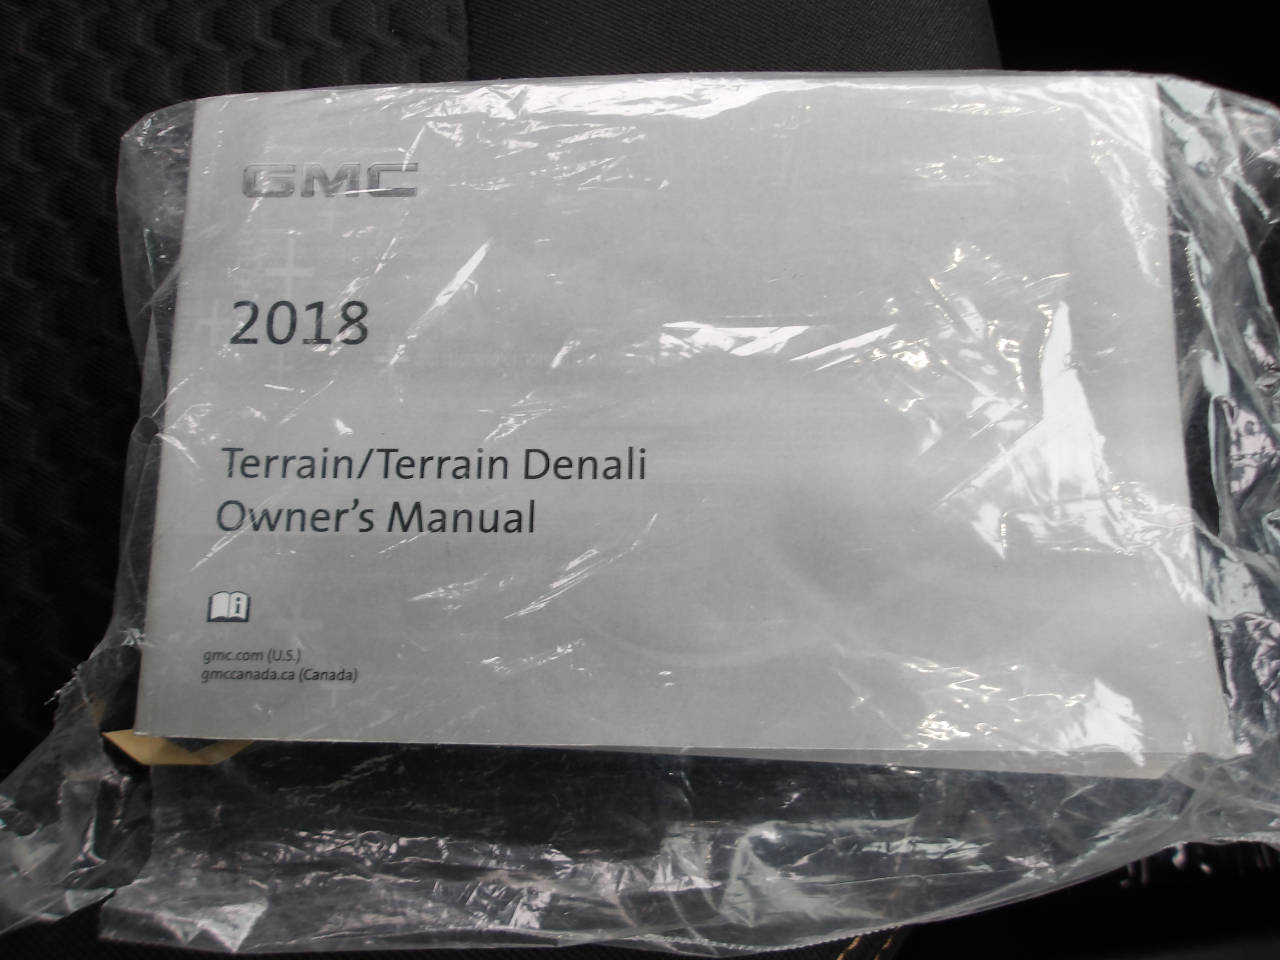 GMC
2018
Terrain/Terrain Denali
Owner's Manual
gmc.com (U.S.)
gmccanada.ca (Canada)